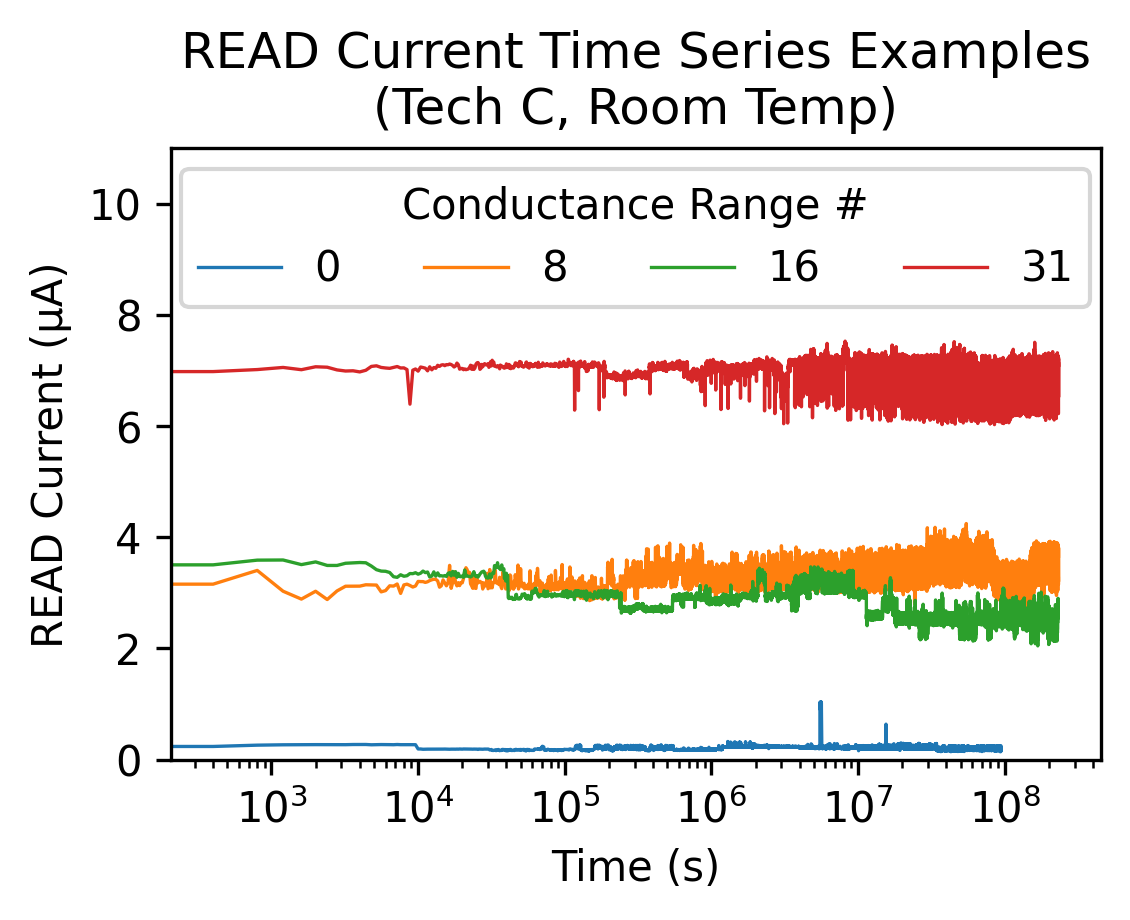 READ Current Time Series Examples
(Tech C, Room Temp)
Conductance Range #
0 8 16 31
READ Current (μA)
10
8
6
4
2
0
10³ 10⁴ 10⁵ 10⁶ 10⁷ 10⁸
Time (s)